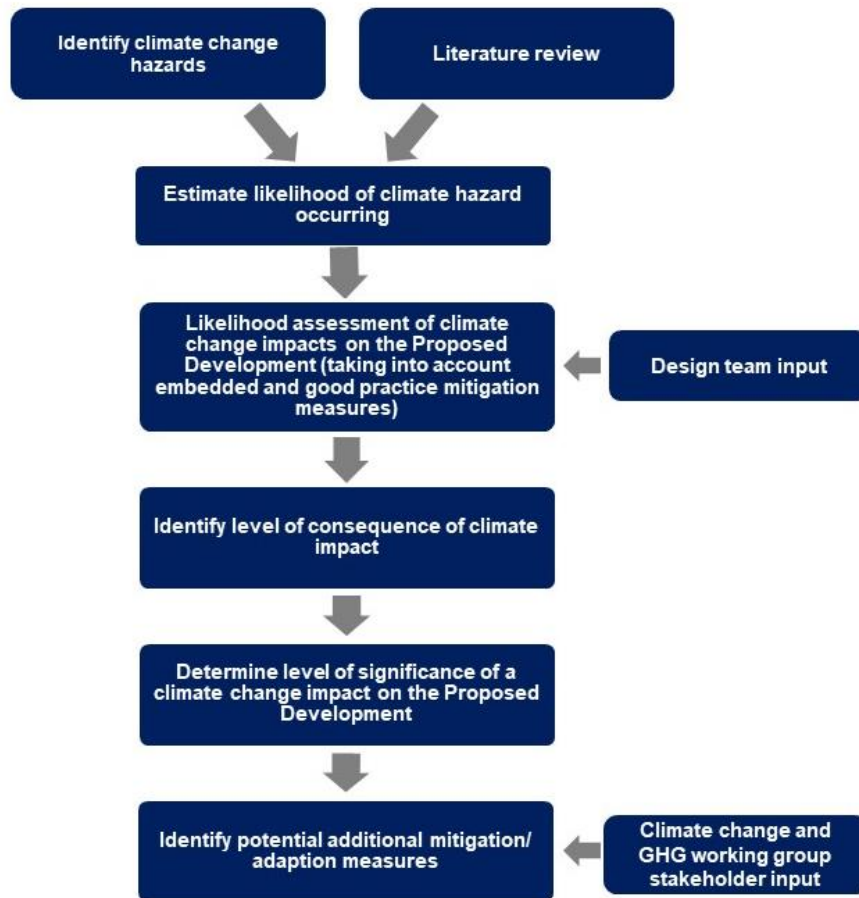 Identify climate change
hazards
Literature review
Estimate likelihood of climate hazard
occurring
Likelihood assessment of climate
change impacts on the Proposed
Development (taking into account
embedded and good practice mitigation
measures)
Design team input
Identify level of consequence of climate
impact
Determine level of significance of a
climate change impact on the Proposed
Development
Identify potential additional mitigation/
adaption measures
Climate change and
GHG working group
stakeholder input